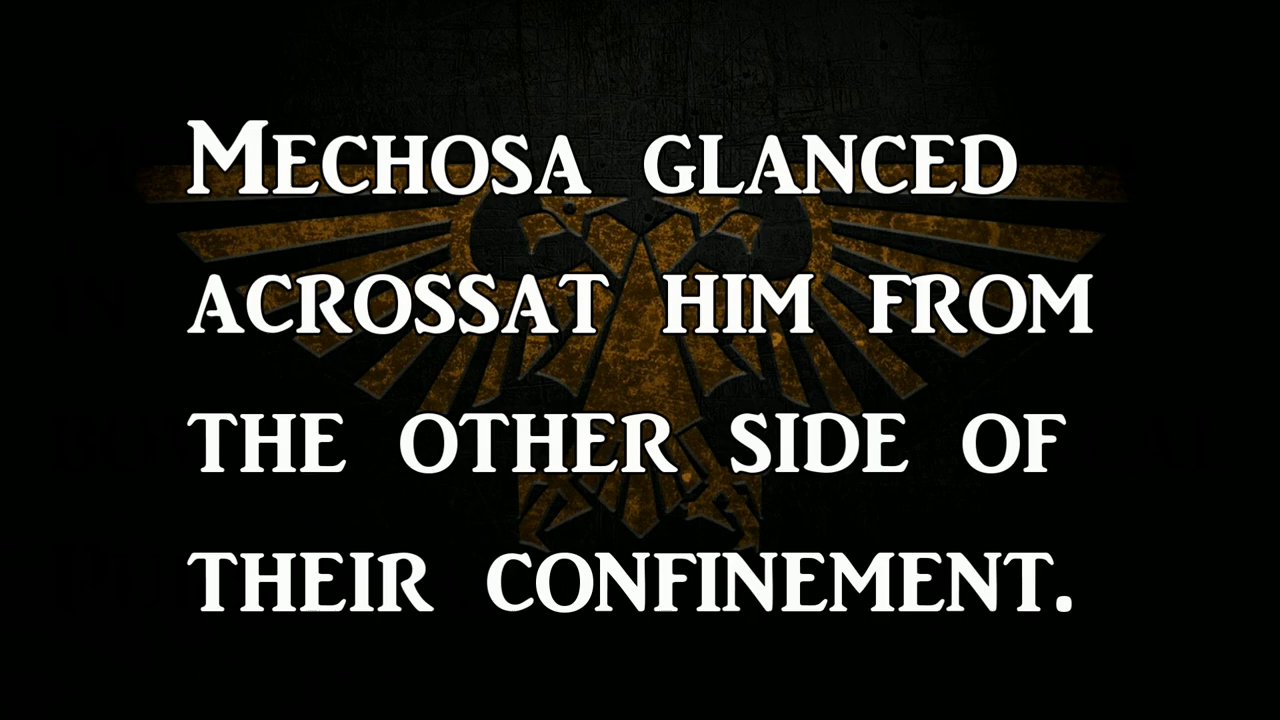 Mechosa glanced
acrossat him from
the other side of
their confinement.